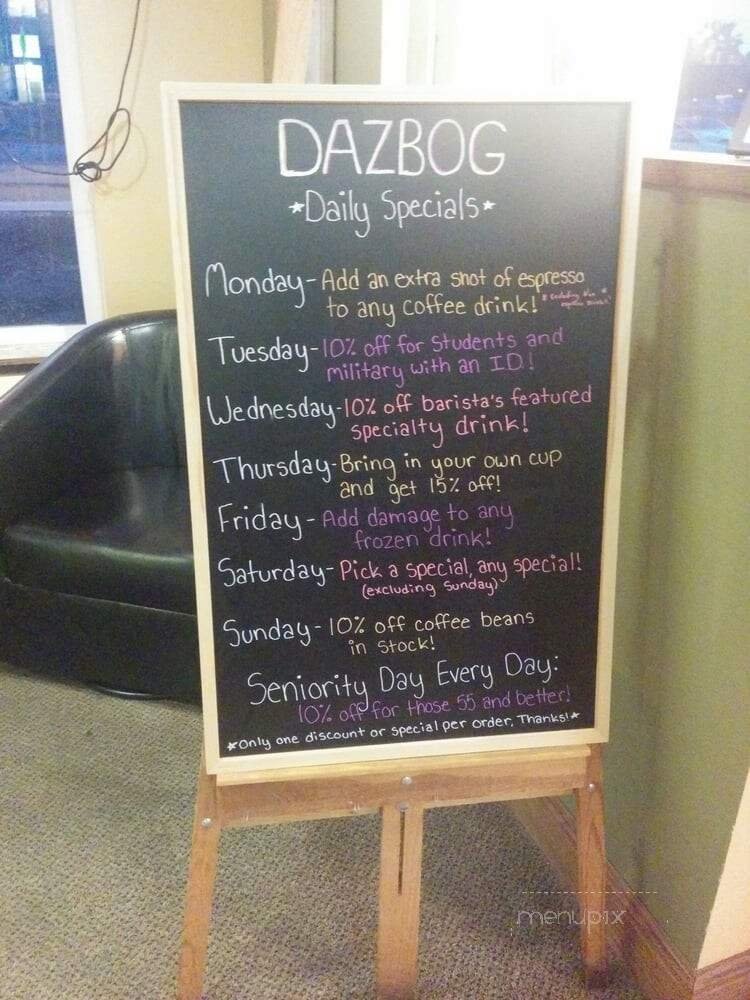 DAZBOG
*Daily Specials*
Monday - Add an extra shot of espresso
to any coffee drink! * excluding
espresso
Tuesday - 10% off for Students and
military with an ID!
Wednesday - 10% off barista's featured
specialty drink!
Thursday - Bring in your own cup
and get 15% off!
Friday - Add damage to any
frozen drink!
Saturday - Pick a special, any special!
(excluding Sunday)
Sunday - 10% off coffee beans
in stock!
Seniority Day Every Day:
10% off for those 55 and better!
*Only one discount or special per order, Thanks!*
menupix